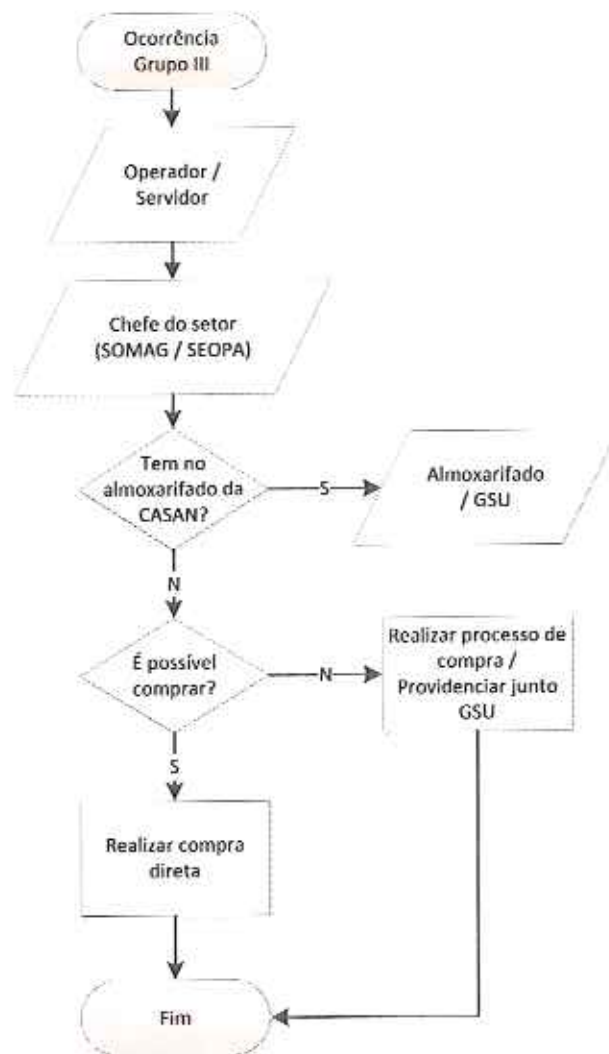 Ocorrência
Grupo III
Operador /
Servidor
Chefe do setor
(SOMAG / SEOPA)
Tem no
almoxarifado da
CASAN?
S
Almoxarifado
/ GSU
N
É possível
comprar?
N
Realizar processo de
compra /
Providenciar junto
GSU
S
Realizar compra
direta
Fim